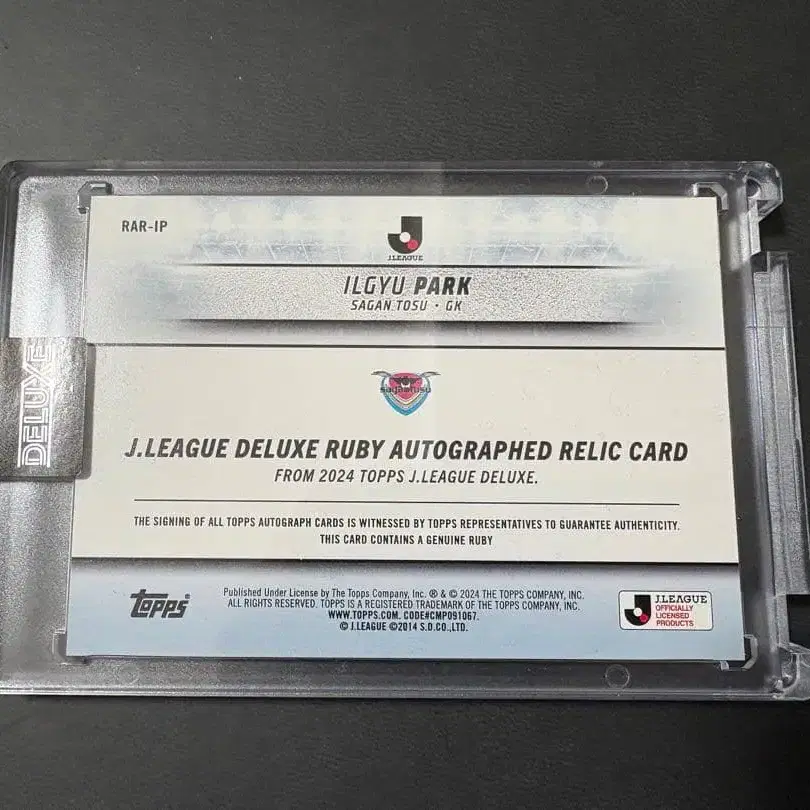 RAR-IP
J.LEAGUE
ILGYU PARK
SAGAN TOSU • GK
sagantosu
DELUXE
J.LEAGUE DELUXE RUBY AUTOGRAPHED RELIC CARD
FROM 2024 TOPPS J.LEAGUE DELUXE.
THE SIGNING OF ALL TOPPS AUTOGRAPH CARDS IS WITNESSED BY TOPPS REPRESENTATIVES TO GUARANTEE AUTHENTICITY.
THIS CARD CONTAINS A GENUINE RUBY
topps
Published Under License by The Topps Company, Inc. ® & © 2024 THE TOPPS COMPANY, INC.
ALL RIGHTS RESERVED. TOPPS IS A REGISTERED TRADEMARK OF THE TOPPS COMPANY, INC.
WWW.TOPPS.COM. CODE#CMP091067.
© J.LEAGUE ©2014 S.D.CO.,LTD.
J.LEAGUE
OFFICIALLY
LICENSED
PRODUCTS